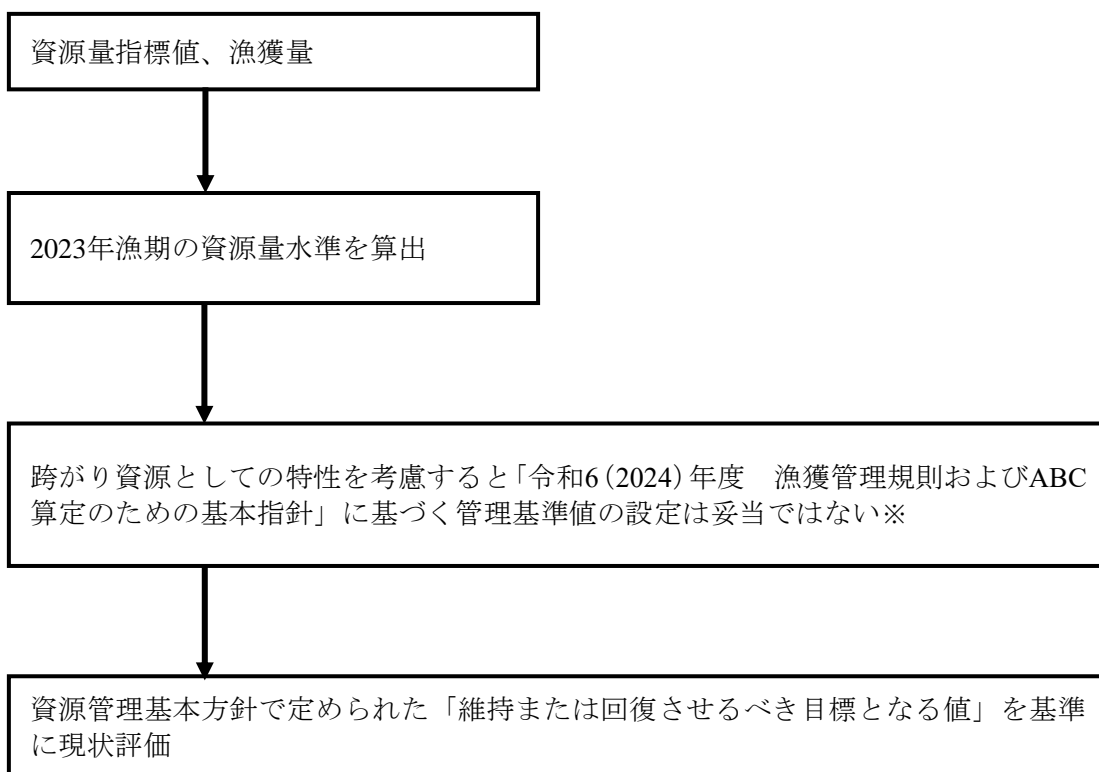 資源量指標値、漁獲量
2023年漁期の資源量水準を算出
跨がり資源としての特性を考慮すると「令和6(2024)年度　漁獲管理規則およびABC
算定のための基本指針」に基づく管理基準値の設定は妥当ではない※
資源管理基本方針で定められた「維持または回復させるべき目標となる値」を基準
に現状評価